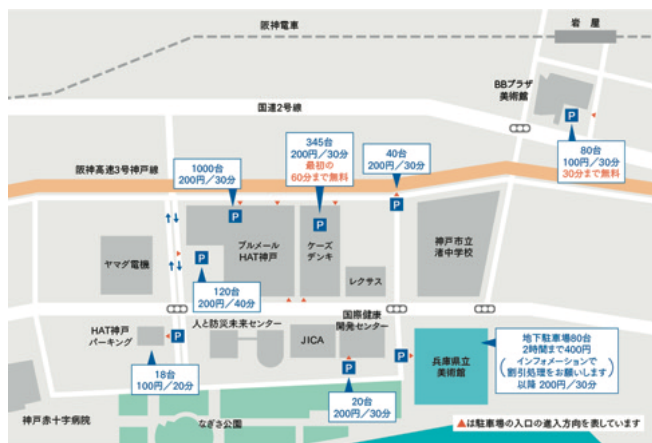 阪神電車
岩屋
BBプラザ
美術館
国道2号線
P
80台
100円／30分
30分まで無料
345台
200円／30分
最初の
60分まで無料
40台
200円／30分
1000台
200円／30分
阪神高速3号神戸線
P
P
P
ヤマダ電機
P
ブルメール
HAT神戸
ケーズ
デンキ
レクサス
神戸市立
渚中学校
120台
200円／40分
HAT神戸
パーキング
P
人と防災未来センター
JICA
国際健康
開発センター
P
P
兵庫県立
美術館
地下駐車場80台
2時間まで400円
（インフォメーションで
割引処理をお願いします）
以降 200円／30分
18台
100円／20分
20台
200円／30分
神戸赤十字病院
なぎさ公園
▲は駐車場の入口の進入方向を表しています